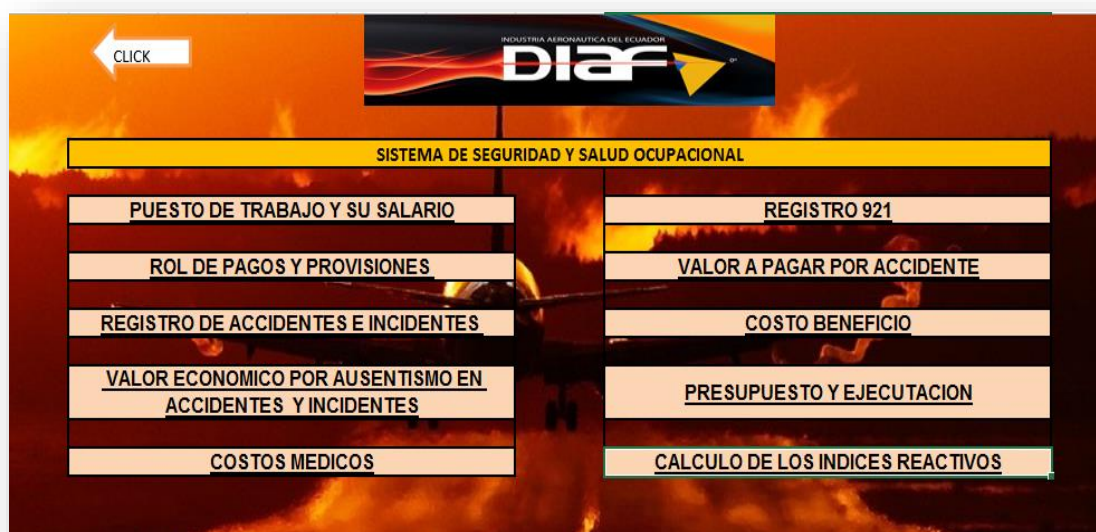 CLICK
INDUSTRIA AERONAUTICA DEL ECUADOR
DIAF
SISTEMA DE SEGURIDAD Y SALUD OCUPACIONAL
PUESTO DE TRABAJO Y SU SALARIO
REGISTRO 921
ROL DE PAGOS Y PROVISIONES
VALOR A PAGAR POR ACCIDENTE
REGISTRO DE ACCIDENTES E INCIDENTES
COSTO BENEFICIO
VALOR ECONOMICO POR AUSENTISMO EN
ACCIDENTES Y INCIDENTES
PRESUPUESTO Y EJECUTACION
COSTOS MEDICOS
CALCULO DE LOS INDICES REACTIVOS